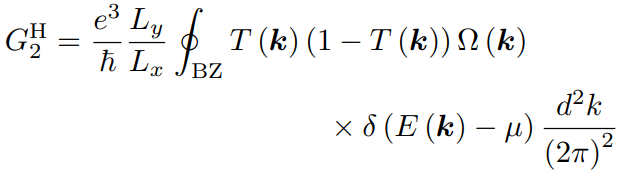 $G_2^{\mathrm{H}} = \frac{e^3}{\hbar} \frac{L_y}{L_x} \oint_{\mathrm{BZ}} T(\boldsymbol{k}) (1 - T(\boldsymbol{k})) \Omega(\boldsymbol{k})$
$\times \delta(E(\boldsymbol{k}) - \mu) \frac{d^2k}{(2\pi)^2}$